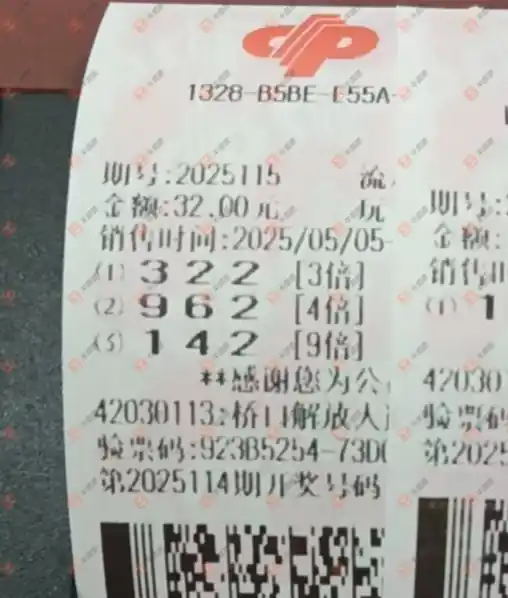 1328-B5BE-E55A-
期号:2025115 流
金额:32.00元 玩
销售时间:2025/05/05-
(1) 3 2 2 [3倍]
(2) 9 6 2 [4倍]
(3) 1 4 2 [9倍]
**感谢您为公
42030113:桥口解放人
验票码:923B5254-73D
第2025114期开奖号码
期号:
金额:
销售
(1) 1
42030
验票码
第2025